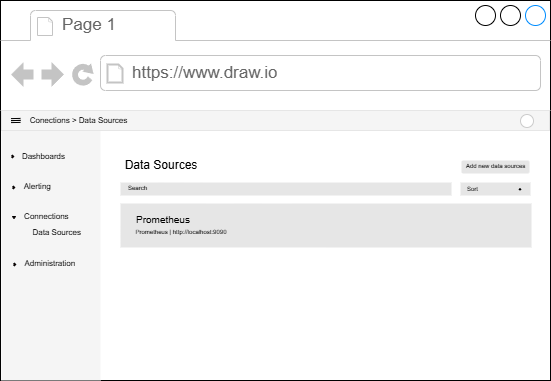 Page 1
https://www.draw.io
Conections > Data Sources
Dashboards
Alerting
Connections
Data Sources
Administration
Data Sources
Add new data sources
Search
Sort
Prometheus
Prometheus | http://localhost:9090